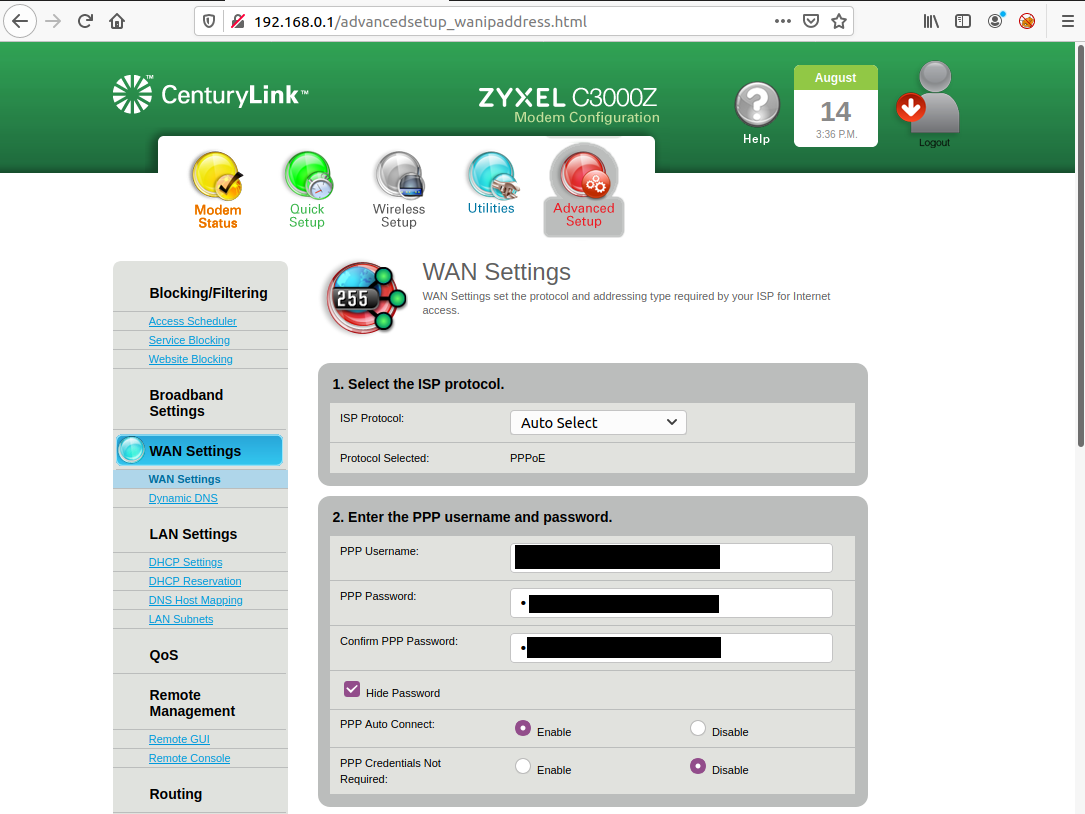 192.168.0.1/advancedsetup_wanipaddress.html
CenturyLink™
ZYXEL C3000Z
Modem Configuration
Help
August
14
3:36 P.M.
Logout
Modem
Status
Quick
Setup
Wireless
Setup
Utilities
Advanced
Setup
Blocking/Filtering
Access Scheduler
Service Blocking
Website Blocking
Broadband
Settings
WAN Settings
WAN Settings
Dynamic DNS
LAN Settings
DHCP Settings
DHCP Reservation
DNS Host Mapping
LAN Subnets
QoS
Remote
Management
Remote GUI
Remote Console
Routing
255
WAN Settings
WAN Settings set the protocol and addressing type required by your ISP for Internet
access.
1. Select the ISP protocol.
ISP Protocol: Auto Select
Protocol Selected: PPPoE
2. Enter the PPP username and password.
PPP Username:
PPP Password: •
Confirm PPP Password: •
Hide Password
PPP Auto Connect: Enable Disable
PPP Credentials Not
Required: Enable Disable